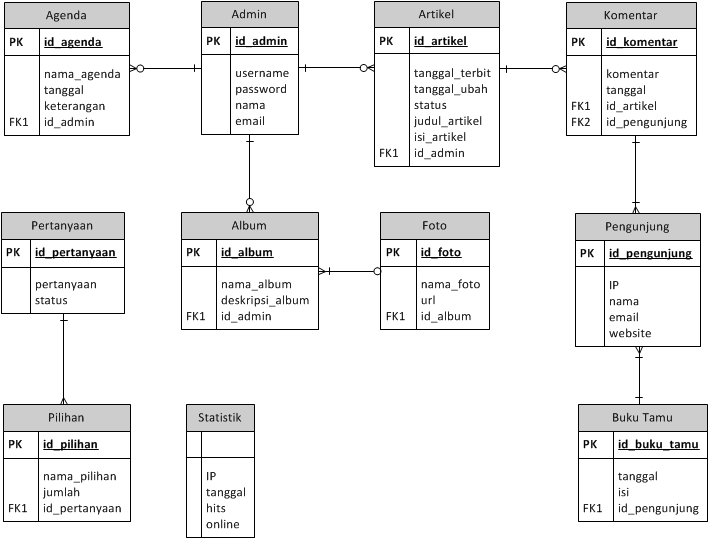 Agenda
PK id_agenda
nama_agenda
tanggal
keterangan
FK1 id_admin
Admin
PK id_admin
username
password
nama
email
Artikel
PK id_artikel
tanggal_terbit
tanggal_ubah
status
judul_artikel
isi_artikel
FK1 id_admin
Komentar
PK id_komentar
komentar
tanggal
FK1 id_artikel
FK2 id_pengunjung
Pertanyaan
PK id_pertanyaan
pertanyaan
status
Album
PK id_album
nama_album
deskripsi_album
FK1 id_admin
Foto
PK id_foto
nama_foto
url
FK1 id_album
Pengunjung
PK id_pengunjung
IP
nama
email
website
Pilihan
PK id_pilihan
nama_pilihan
jumlah
FK1 id_pertanyaan
Statistik
IP
tanggal
hits
online
Buku Tamu
PK id_buku_tamu
tanggal
isi
FK1 id_pengunjung